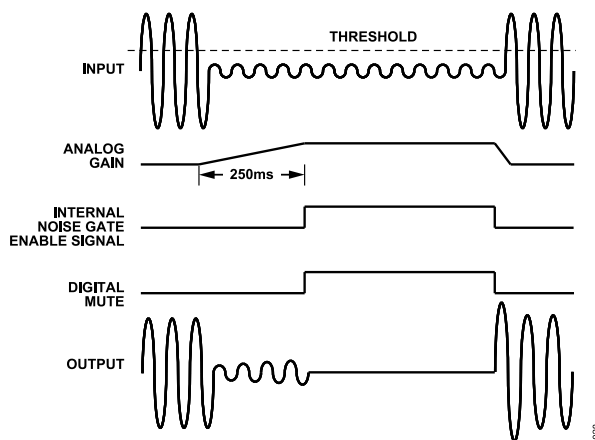 THRESHOLD
INPUT
ANALOG
GAIN
250ms
INTERNAL
NOISE GATE
ENABLE SIGNAL
DIGITAL
MUTE
OUTPUT